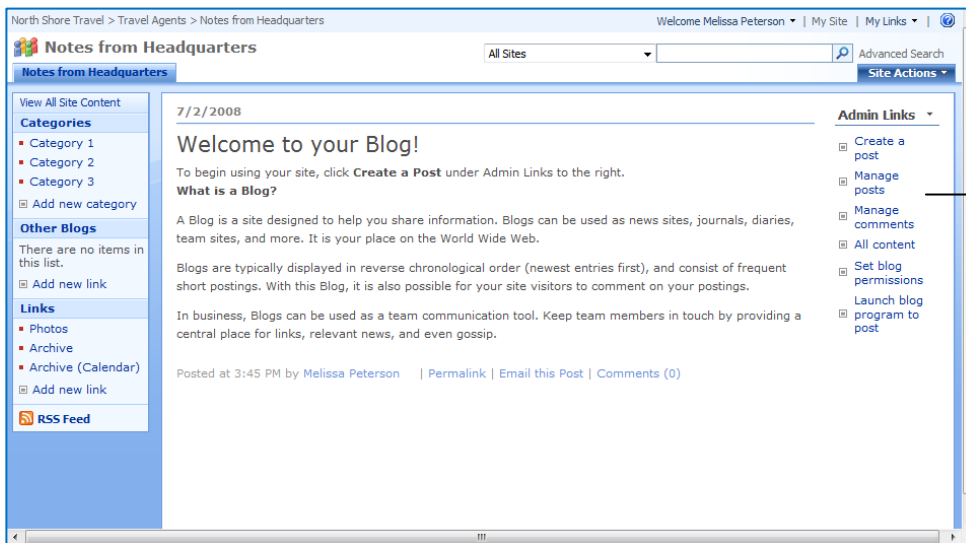 North Shore Travel > Travel Agents > Notes from Headquarters
Welcome Melissa Peterson | My Site | My Links |
Notes from Headquarters
All Sites
Advanced Search
Notes from Headquarters
Site Actions
View All Site Content
Categories
Category 1
Category 2
Category 3
Add new category
Other Blogs
There are no items in
this list.
Add new link
Links
Photos
Archive
Archive (Calendar)
Add new link
RSS Feed
7/2/2008
Welcome to your Blog!
To begin using your site, click Create a Post under Admin Links to the right.
What is a Blog?
A Blog is a site designed to help you share information. Blogs can be used as news sites, journals, diaries,
team sites, and more. It is your place on the World Wide Web.
Blogs are typically displayed in reverse chronological order (newest entries first), and consist of frequent
short postings. With this Blog, it is also possible for your site visitors to comment on your postings.
In business, Blogs can be used as a team communication tool. Keep team members in touch by providing a
central place for links, relevant news, and even gossip.
Posted at 3:45 PM by Melissa Peterson | Permalink | Email this Post | Comments (0)
Admin Links
Create a
post
Manage
posts
Manage
comments
All content
Set blog
permissions
Launch blog
program to
post